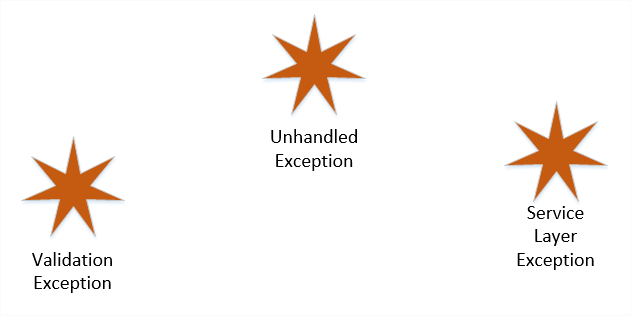 Unhandled
Exception
Service
Layer
Exception
Validation
Exception